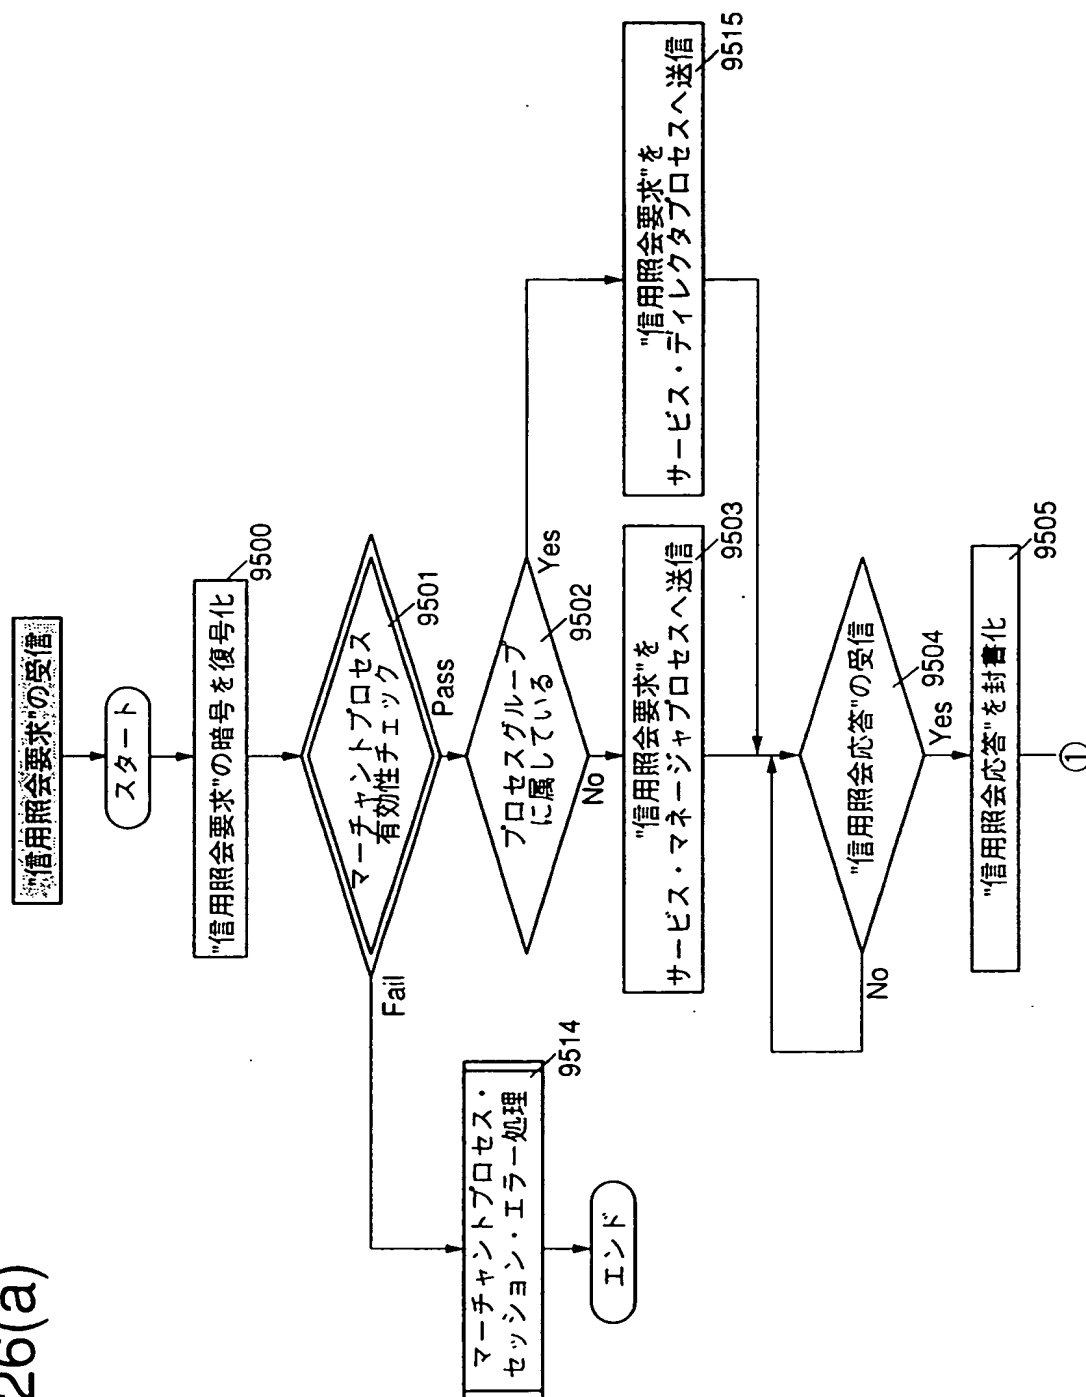 26(a)
"信用照会要求"の受信
スタート
"信用照会要求"の暗号を復号化
9500
マーチャントプロセス
有効性チェック
9501
Fail
Pass
プロセスグループ
に属している
9502
Yes
No
"信用照会要求"を
サービス・マネージャプロセスへ送信
9503
"信用照会要求"を
サービス・ディレクタプロセスへ送信
9515
マーチャントプロセス・
セッション・エラー処理
9514
エンド
"信用照会応答"の受信
9504
No
Yes
"信用照会応答"を封書化
9505
①